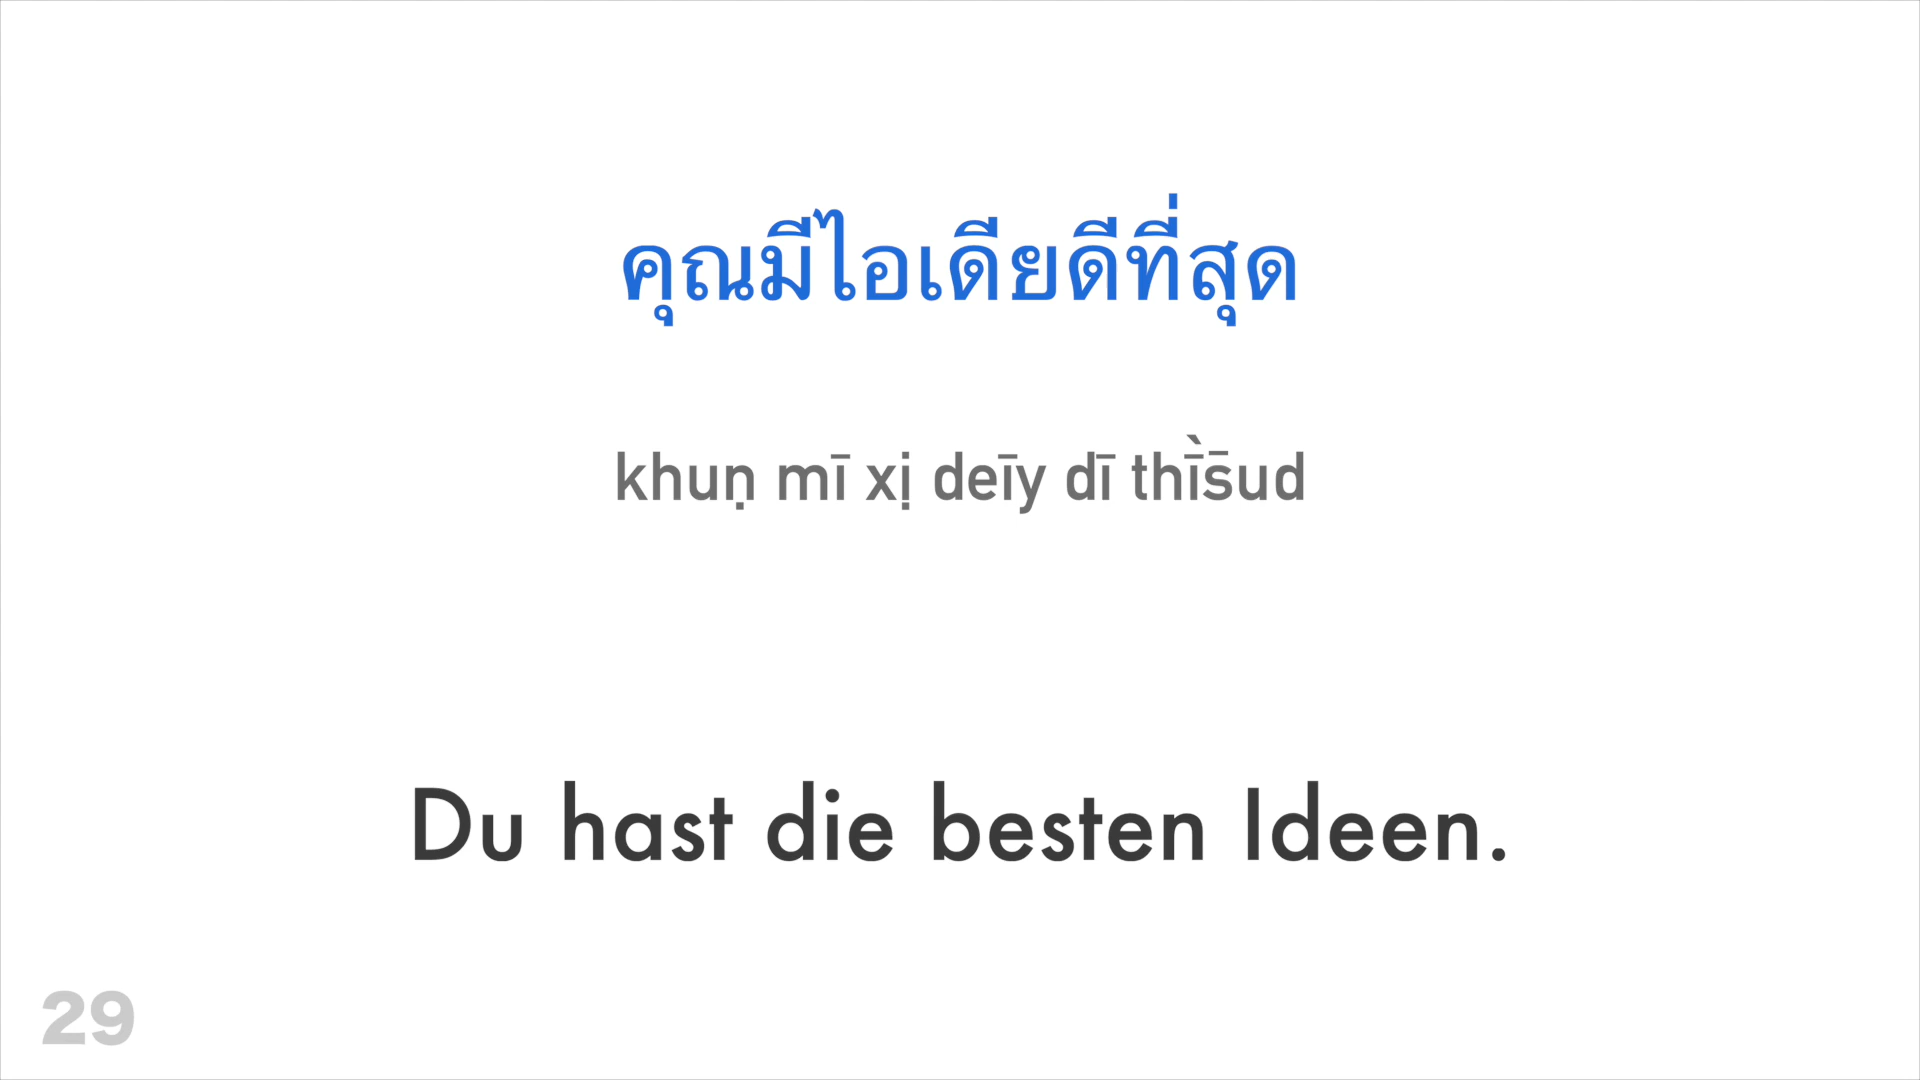 คุณมีไอเดียดีที่สุด
khuṇ mī xị deīy dī thī̀s̄ud
Du hast die besten Ideen.
29